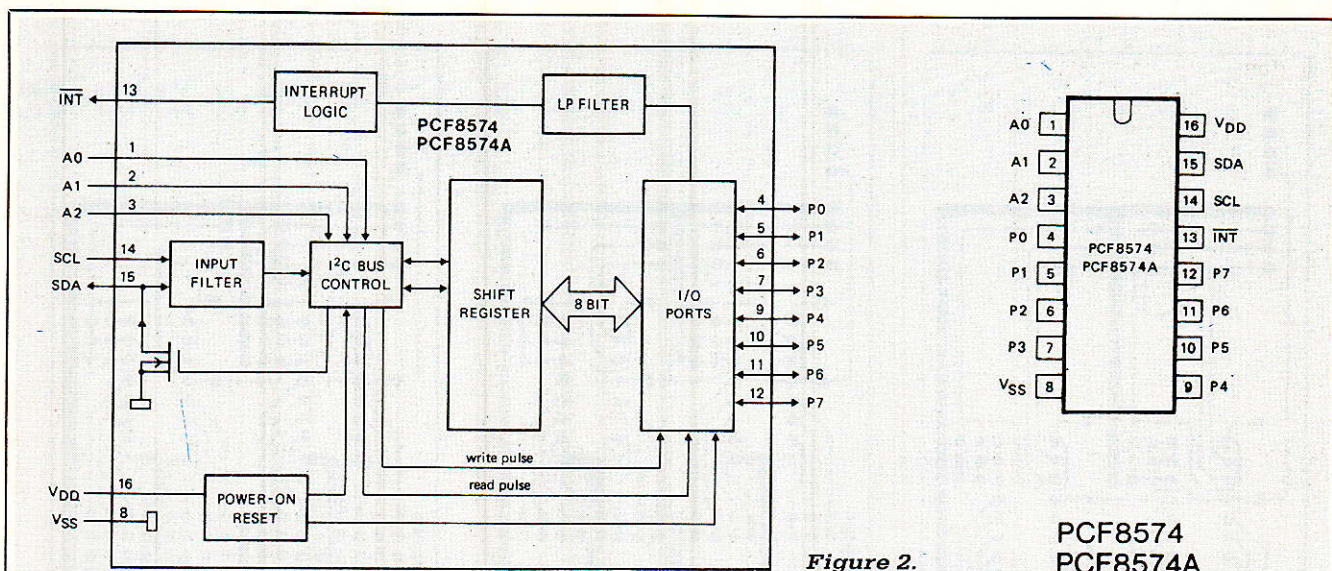 INT 13
INTERRUPT LOGIC
LP FILTER
PCF8574
PCF8574A
A0 1
A1 2
A2 3
SCL 14
SDA 15
INPUT FILTER
I²C BUS CONTROL
SHIFT REGISTER
8 BIT
I/O PORTS
4 P0
5 P1
6 P2
7 P3
9 P4
10 P5
11 P6
12 P7
write pulse
read pulse
VDD 16
VSS 8
POWER-ON RESET
Figure 2.
A0 1
A1 2
A2 3
P0 4
P1 5
P2 6
P3 7
VSS 8
PCF8574
PCF8574A
16 VDD
15 SDA
14 SCL
13 INT
12 P7
11 P6
10 P5
9 P4
PCF8574
PCF8574A